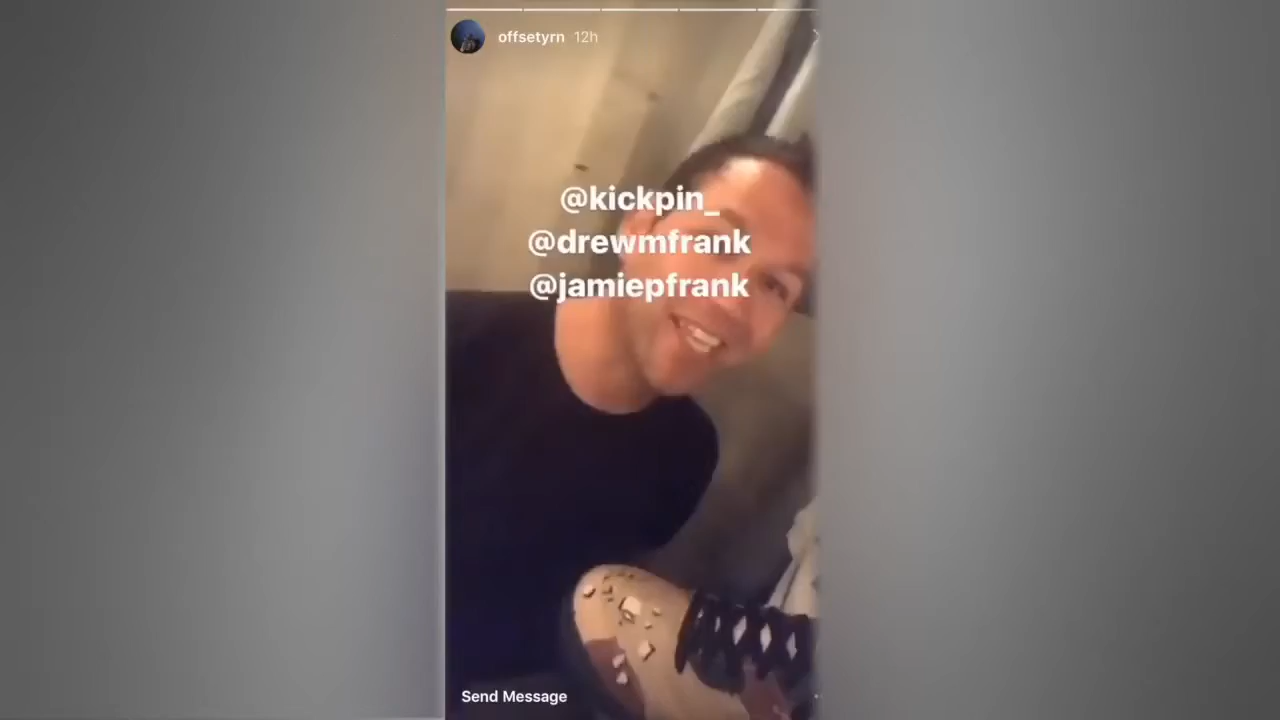 offsetyrn 12h
@kickpin_
@drewmfrank
@jamiepfrank
Send Message